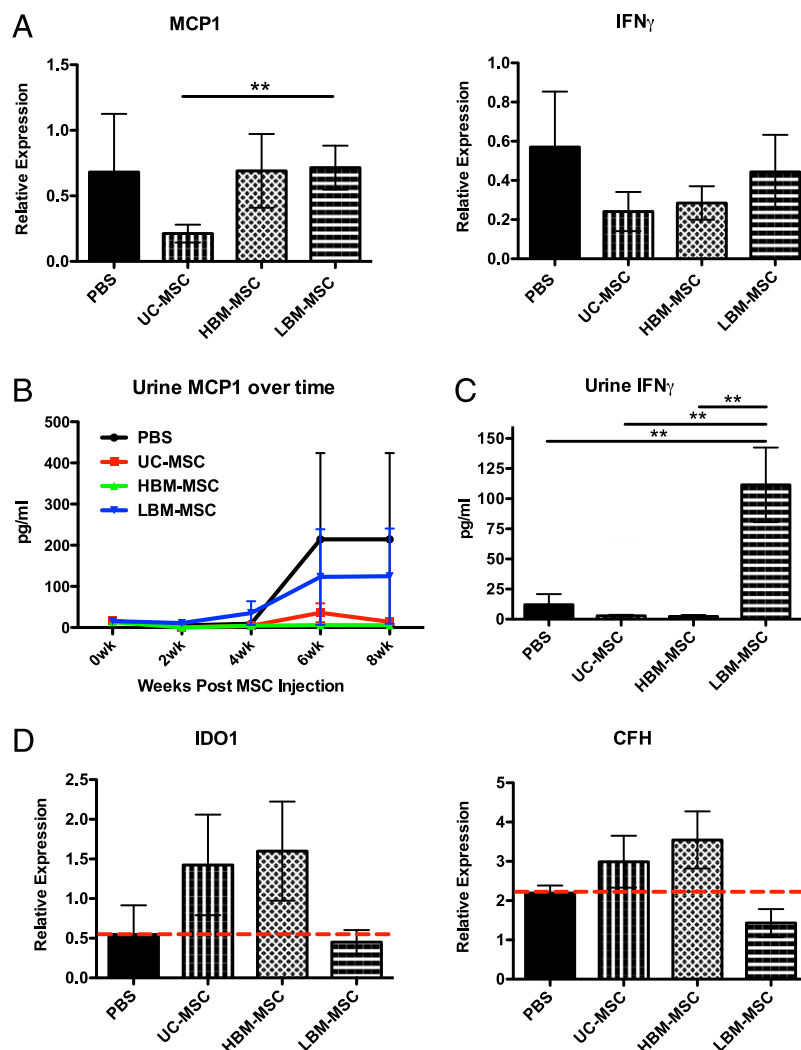 A
MCP1
Relative Expression
1.5
1.0
0.5
0.0
**
PBS
UC-MSC
HBM-MSC
LBM-MSC
IFNγ
Relative Expression
1.0
0.8
0.6
0.4
0.2
0.0
PBS
UC-MSC
HBM-MSC
LBM-MSC
B
Urine MCP1 over time
pg/ml
500
400
300
200
100
0
PBS
UC-MSC
HBM-MSC
LBM-MSC
0wk
2wk
4wk
6wk
8wk
Weeks Post MSC Injection
C
Urine IFNγ
pg/ml
150
125
100
75
50
25
0
**
**
**
PBS
UC-MSC
HBM-MSC
LBM-MSC
D
IDO1
Relative Expression
2.5
2.0
1.5
1.0
0.5
0.0
PBS
UC-MSC
HBM-MSC
LBM-MSC
CFH
Relative Expression
5
4
3
2
1
0
PBS
UC-MSC
HBM-MSC
LBM-MSC